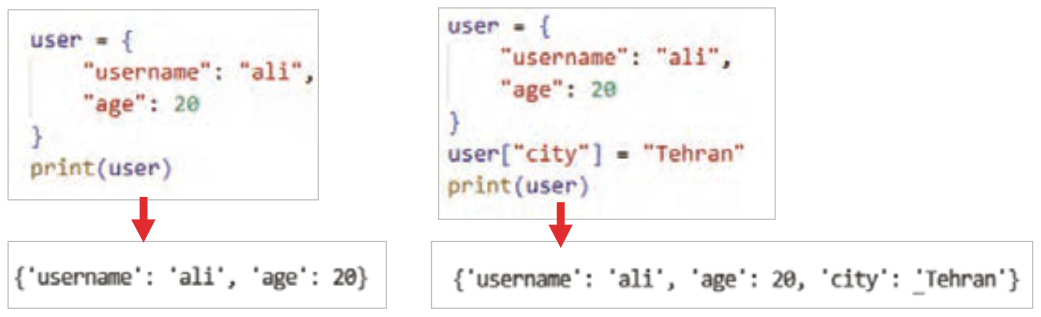 user = {
    "username": "ali",
    "age": 20
}
print(user)
{'username': 'ali', 'age': 20}
user = {
    "username": "ali",
    "age": 20
}
user["city"] = "Tehran"
print(user)
{'username': 'ali', 'age': 20, 'city': _'Tehran'}